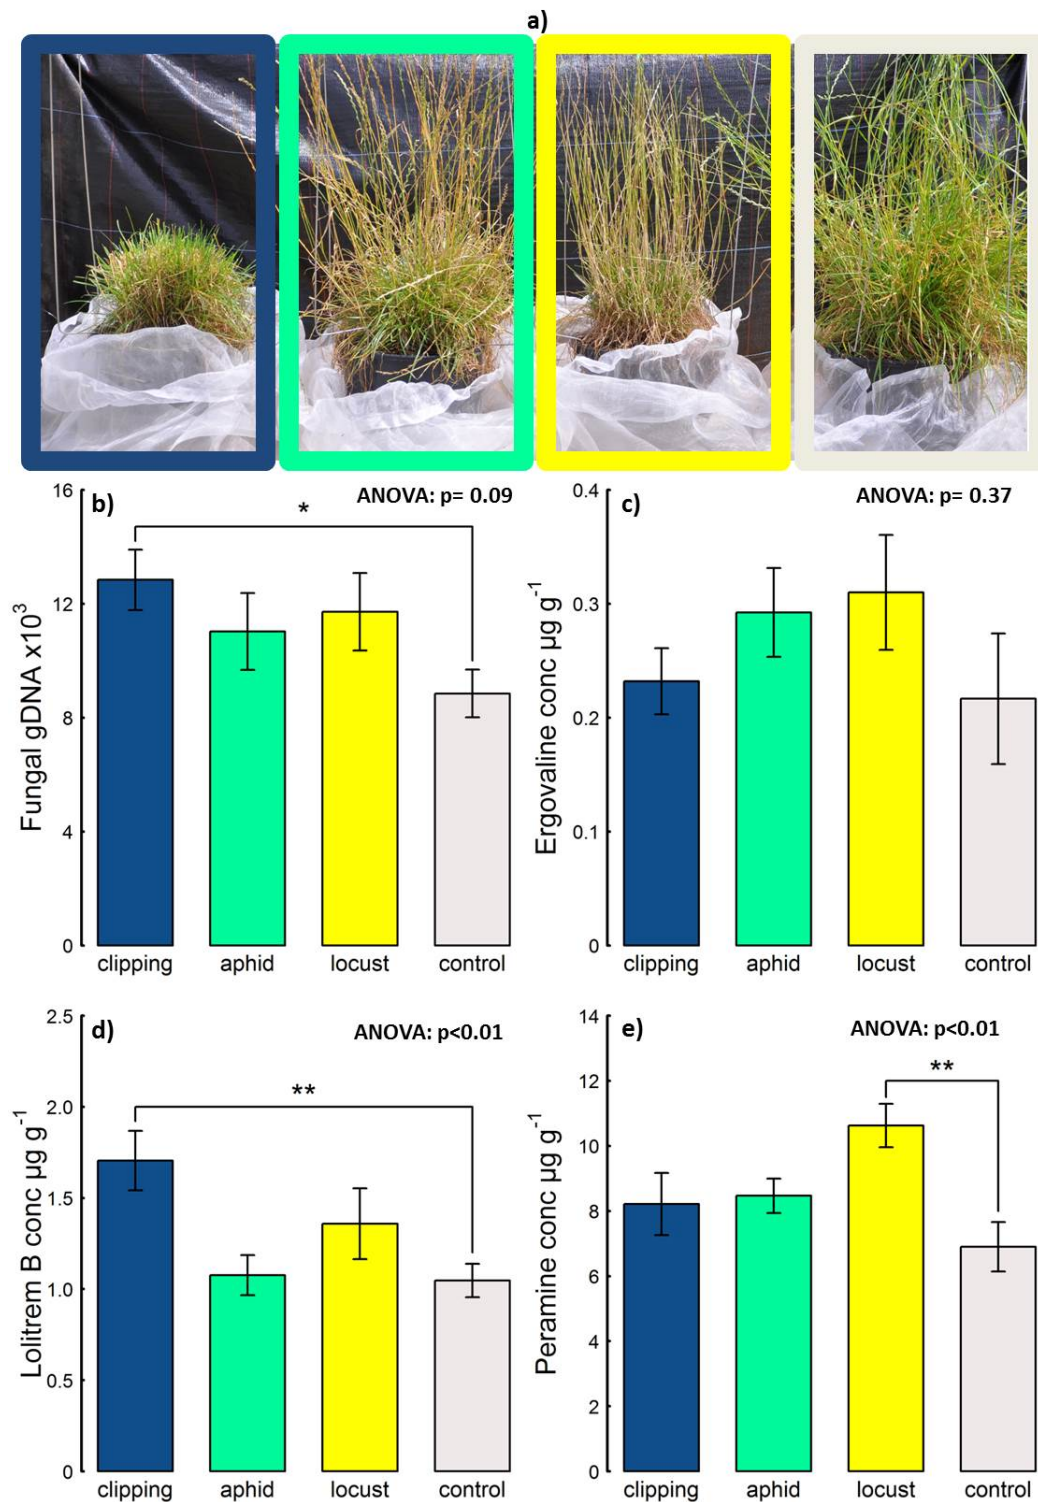 a)
b)
ANOVA: p= 0.09
*
Fungal gDNA x10³
16
12
8
4
0
clipping aphid locust control
c)
ANOVA: p= 0.37
Ergovaline conc µg g⁻¹
0.4
0.3
0.2
0.1
0
clipping aphid locust control
d)
ANOVA: p<0.01
**
Lolitrem B conc µg g⁻¹
2.5
2.0
1.5
1.0
0.5
0
clipping aphid locust control
e)
ANOVA: p<0.01
**
Peramine conc µg g⁻¹
14
12
10
8
6
4
2
0
clipping aphid locust control